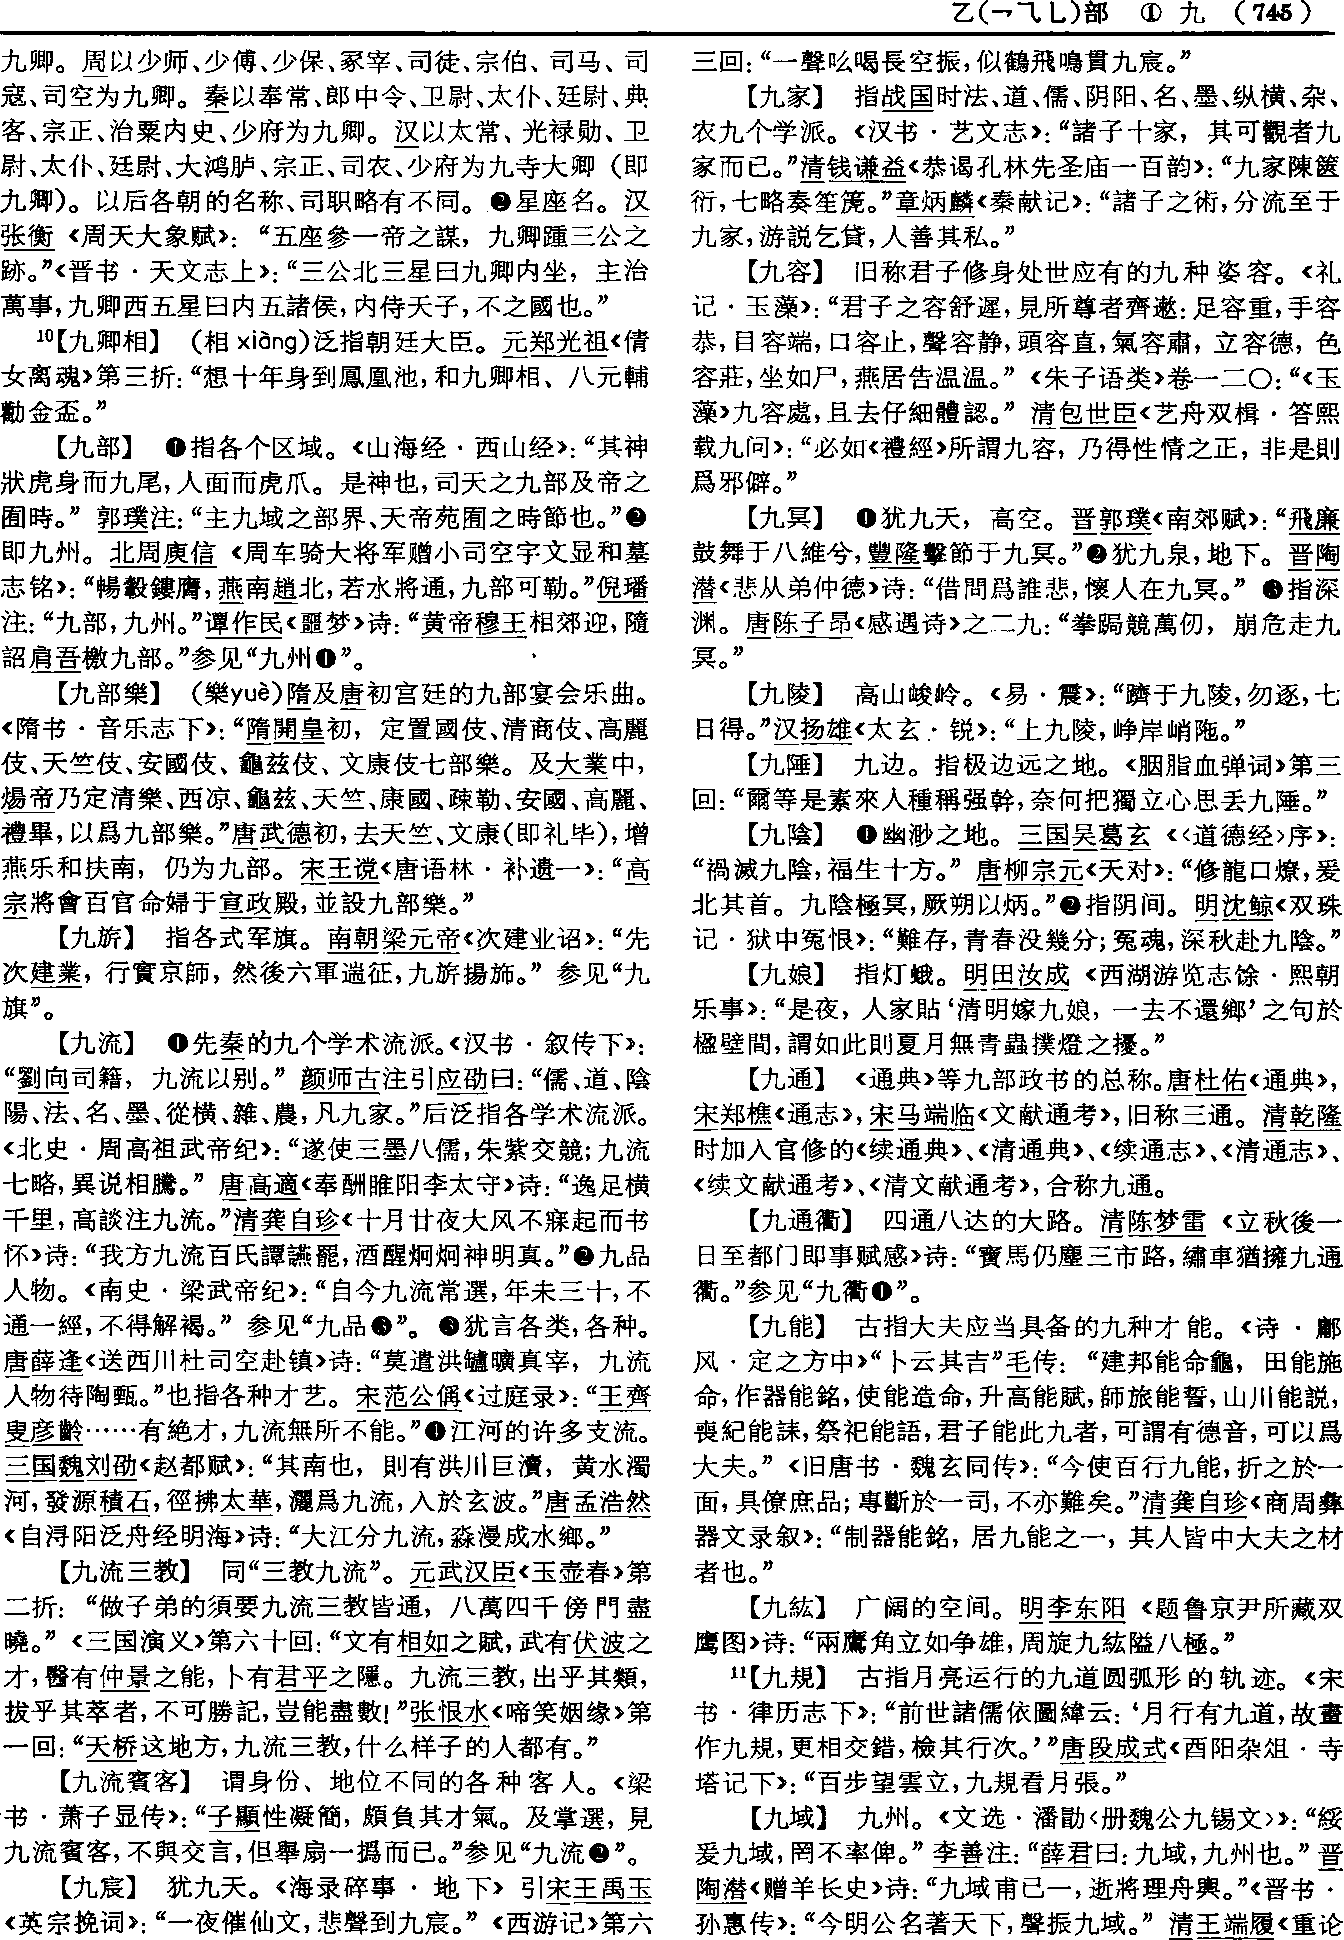 乙(㇖⺄乚)部 ① 九 (745)
九卿。周以少师、少傅、少保、冢宰、司徒、宗伯、司马、司
寇、司空为九卿。秦以奉常、郎中令、卫尉、太仆、廷尉、典
客、宗正、治粟内史、少府为九卿。汉以太常、光禄勋、卫
尉、太仆、廷尉、大鸿胪、宗正、司农、少府为九寺大卿(即
九卿)。以后各朝的名称、司职略有不同。❷星座名。汉
张衡《周天大象赋》:“五座參一帝之謀,九卿踵三公之
跡。”《晋书·天文志上》:“三公北三星曰九卿内坐,主治
萬事,九卿西五星曰内五諸侯,内侍天子,不之國也。”
10【九卿相】 (相 xiàng)泛指朝廷大臣。元郑光祖《倩
女离魂》第三折:“想十年身到鳳凰池,和九卿相、八元輔
勸金盃。”
【九部】 ❶指各个区域。《山海经·西山经》:“其神
狀虎身而九尾,人面而虎爪。是神也,司天之九部及帝之
囿時。”郭璞注:“主九域之部界、天帝苑囿之時節也。”❷
即九州。北周庾信《周车骑大将军赠小司空宇文显和墓
志铭》:“暢轂鏤膺,燕南趙北,若水將通,九部可勒。”倪璠
注:“九部,九州。”谭作民《噩梦》诗:“黄帝穆王相郊迎,隨
詔肩吾檄九部。”参见“九州❶”。
【九部樂】 (樂yuè)隋及唐初宫廷的九部宴会乐曲。
《隋书·音乐志下》:“隋開皇初,定置國伎、清商伎、高麗
伎、天竺伎、安國伎、龜兹伎、文康伎七部樂。及大業中,
煬帝乃定清樂、西凉、龜兹、天竺、康國、疎勒、安國、高麗、
禮畢,以爲九部樂。”唐武德初,去天竺、文康(即礼毕),增
燕乐和扶南,仍为九部。宋王谠《唐语林·补遗一》:“高
宗將會百官命婦于宣政殿,並設九部樂。”
【九旂】 指各式军旗。南朝梁元帝《次建业诏》:“先
次建業,行實京師,然後六軍遄征,九旂揚斾。”参见“九
旗”。
【九流】 ❶先秦的九个学术流派。《汉书·叙传下》:
“劉向司籍,九流以别。”颜师古注引应劭曰:“儒、道、陰
陽、法、名、墨、從横、雜、農,凡九家。”后泛指各学术流派。
《北史·周高祖武帝纪》:“遂使三墨八儒,朱紫交競;九流
七略,異说相騰。”唐高適《奉酬睢阳李太守》诗:“逸足横
千里,高談注九流。”清龚自珍《十月廿夜大风不寐起而书
怀》诗:“我方九流百氏譚讌罷,酒醒炯炯神明真。”❷九品
人物。《南史·梁武帝纪》:“自今九流常選,年未三十,不
通一經,不得解褐。”参见“九品❸”。❸犹言各类,各种。
唐薛逢《送西川杜司空赴镇》诗:“莫遣洪罏曠真宰,九流
人物待陶甄。”也指各种才艺。宋范公偁《过庭录》:“王齊
叟彦齡……有絶才,九流無所不能。”❹江河的许多支流。
三国魏刘劭《赵都赋》:“其南也,則有洪川巨瀆,黄水濁
河,發源積石,徑拂太華,灑爲九流,入於玄波。”唐孟浩然
《自浔阳泛舟经明海》诗:“大江分九流,淼漫成水鄉。”
【九流三教】 同“三教九流”。元武汉臣《玉壶春》第
二折:“做子弟的須要九流三教皆通,八萬四千傍門盡
曉。”《三国演义》第六十回:“文有相如之賦,武有伏波之
才,醫有仲景之能,卜有君平之隱。九流三教,出乎其類,
拔乎其萃者,不可勝記,豈能盡數!”张恨水《啼笑姻缘》第
一回:“天桥这地方,九流三教,什么样子的人都有。”
【九流賓客】 谓身份、地位不同的各种客人。《梁
书·萧子显传》:“子顯性凝簡,頗負其才氣。及掌選,見
九流賓客,不與交言,但舉扇一撝而已。”参见“九流❷”。
【九宸】 犹九天。《海录碎事·地下》引宋王禹玉
《英宗挽词》:“一夜催仙文,悲聲到九宸。”《西游记》第六
三回:“一聲吆喝長空振,似鶴飛鳴貫九宸。”
【九家】 指战国时法、道、儒、阴阳、名、墨、纵横、杂、
农九个学派。《汉书·艺文志》:“諸子十家,其可觀者九
家而已。”清钱谦益《恭谒孔林先圣庙一百韵》:“九家陳篋
衍,七略奏笙箎。”章炳麟《秦献记》:“諸子之術,分流至于
九家,游説乞貸,人善其私。”
【九容】 旧称君子修身处世应有的九种姿容。《礼
记·玉藻》:“君子之容舒遲,見所尊者齊遬:足容重,手容
恭,目容端,口容止,聲容静,頭容直,氣容肅,立容德,色
容莊,坐如尸,燕居告温温。”《朱子语类》卷一二〇:“《玉
藻》九容處,且去仔細體認。”清包世臣《艺舟双楫·答熙
载九问》:“必如《禮經》所謂九容,乃得性情之正,非是則
爲邪僻。”
【九冥】 ❶犹九天,高空。晋郭璞《南郊赋》:“飛廉
鼓舞于八維兮,豐隆擊節于九冥。”❷犹九泉,地下。晋陶
潜《悲从弟仲德》诗:“借問爲誰悲,懷人在九冥。”❸指深
渊。唐陈子昂《感遇诗》之二九:“拳跼競萬仞,崩危走九
冥。”
【九陵】 高山峻岭。《易·震》:“躋于九陵,勿逐,七
日得。”汉扬雄《太玄·锐》:“上九陵,峥岸峭陁。”
【九陲】 九边。指极边远之地。《胭脂血弹词》第三
回:“爾等是素來人種稱强幹,奈何把獨立心思丢九陲。”
【九陰】 ❶幽渺之地。三国吴葛玄《〈道德经〉序》:
“禍滅九陰,福生十方。”唐柳宗元《天对》:“修龍口燎,爰
北其首。九陰極冥,厥朔以炳。”❷指阴间。明沈鲸《双珠
记·狱中冤恨》:“難存,青春没幾分;冤魂,深秋赴九陰。”
【九娘】 指灯蛾。明田汝成《西湖游览志馀·熙朝
乐事》:“是夜,人家貼‘清明嫁九娘,一去不還鄉’之句於
楹壁間,謂如此則夏月無青蟲撲燈之擾。”
【九通】 《通典》等九部政书的总称。唐杜佑《通典》,
宋郑樵《通志》,宋马端临《文献通考》,旧称三通。清乾隆
时加入官修的《续通典》、《清通典》、《续通志》、《清通志》、
《续文献通考》、《清文献通考》,合称九通。
【九通衢】 四通八达的大路。清陈梦雷《立秋後一
日至都门即事赋感》诗:“寶馬仍塵三市路,繡車猶擁九通
衢。”参见“九衢❶”。
【九能】 古指大夫应当具备的九种才能。《诗·鄘
风·定之方中》“卜云其吉”毛传:“建邦能命龜,田能施
命,作器能銘,使能造命,升高能賦,師旅能誓,山川能説,
喪紀能誄,祭祀能語,君子能此九者,可謂有德音,可以爲
大夫。”《旧唐书·魏玄同传》:“今使百行九能,折之於一
面,具僚庶品;專斷於一司,不亦難矣。”清龚自珍《商周彝
器文录叙》:“制器能銘,居九能之一,其人皆中大夫之材
者也。”
【九紘】 广阔的空间。明李东阳《题鲁京尹所藏双
鹰图》诗:“兩鷹角立如争雄,周旋九紘隘八極。”
11【九規】 古指月亮运行的九道圆弧形的轨迹。《宋
书·律历志下》:“前世諸儒依圖緯云:‘月行有九道,故畫
作九規,更相交錯,檢其行次。’”唐段成式《酉阳杂俎·寺
塔记下》:“百步望雲立,九規看月張。”
【九域】 九州。《文选·潘勖〈册魏公九锡文〉》:“綏
爰九域,罔不率俾。”李善注:“薛君曰:九域,九州也。”晋
陶潜《赠羊长史》诗:“九域甫已一,逝將理舟輿。”《晋书·
孙惠传》:“今明公名著天下,聲振九域。”清王端履《重论